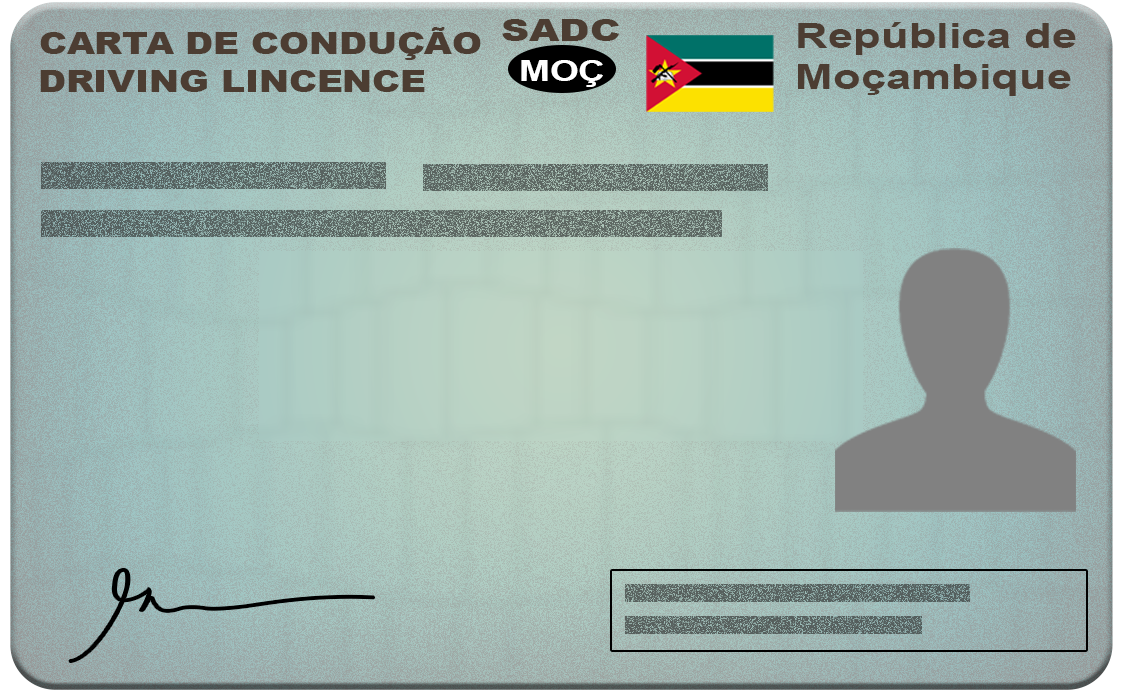 CARTA DE CONDUÇÃO
DRIVING LINCENCE
SADC
MOÇ
República de
Moçambique